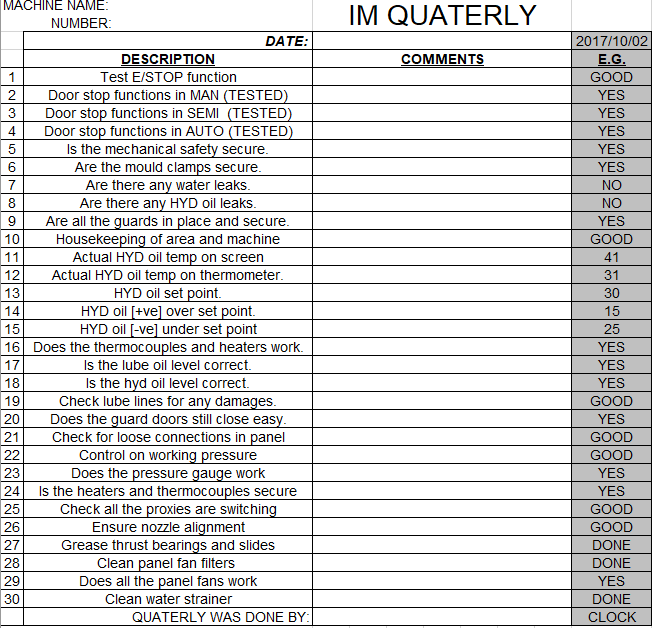 MACHINE NAME: IM QUATERLY
NUMBER:
DATE: 2017/10/02
DESCRIPTION COMMENTS E.G.
1 Test E/STOP function GOOD
2 Door stop functions in MAN (TESTED) YES
3 Door stop functions in SEMI (TESTED) YES
4 Door stop functions in AUTO (TESTED) YES
5 Is the mechanical safety secure. YES
6 Are the mould clamps secure. YES
7 Are there any water leaks. NO
8 Are there any HYD oil leaks. NO
9 Are all the guards in place and secure. YES
10 Housekeeping of area and machine GOOD
11 Actual HYD oil temp on screen 41
12 Actual HYD oil temp on thermometer. 31
13 HYD oil set point. 30
14 HYD oil [+ve] over set point. 15
15 HYD oil [-ve] under set point 25
16 Does the thermocouples and heaters work. YES
17 Is the lube oil level correct. YES
18 Is the hyd oil level correct. YES
19 Check lube lines for any damages. GOOD
20 Does the guard doors still close easy. YES
21 Check for loose connections in panel GOOD
22 Control on working pressure GOOD
23 Does the pressure gauge work YES
24 Is the heaters and thermocouples secure YES
25 Check all the proxies are switching GOOD
26 Ensure nozzle alignment GOOD
27 Grease thrust bearings and slides DONE
28 Clean panel fan filters DONE
29 Does all the panel fans work YES
30 Clean water strainer DONE
QUATERLY WAS DONE BY: CLOCK